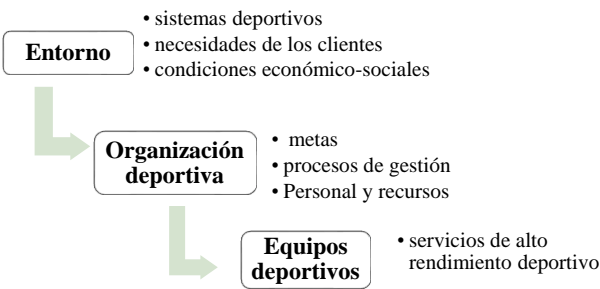 Entorno
• sistemas deportivos
• necesidades de los clientes
• condiciones económico-sociales
Organización
deportiva
• metas
• procesos de gestión
• Personal y recursos
Equipos
deportivos
• servicios de alto
rendimiento deportivo